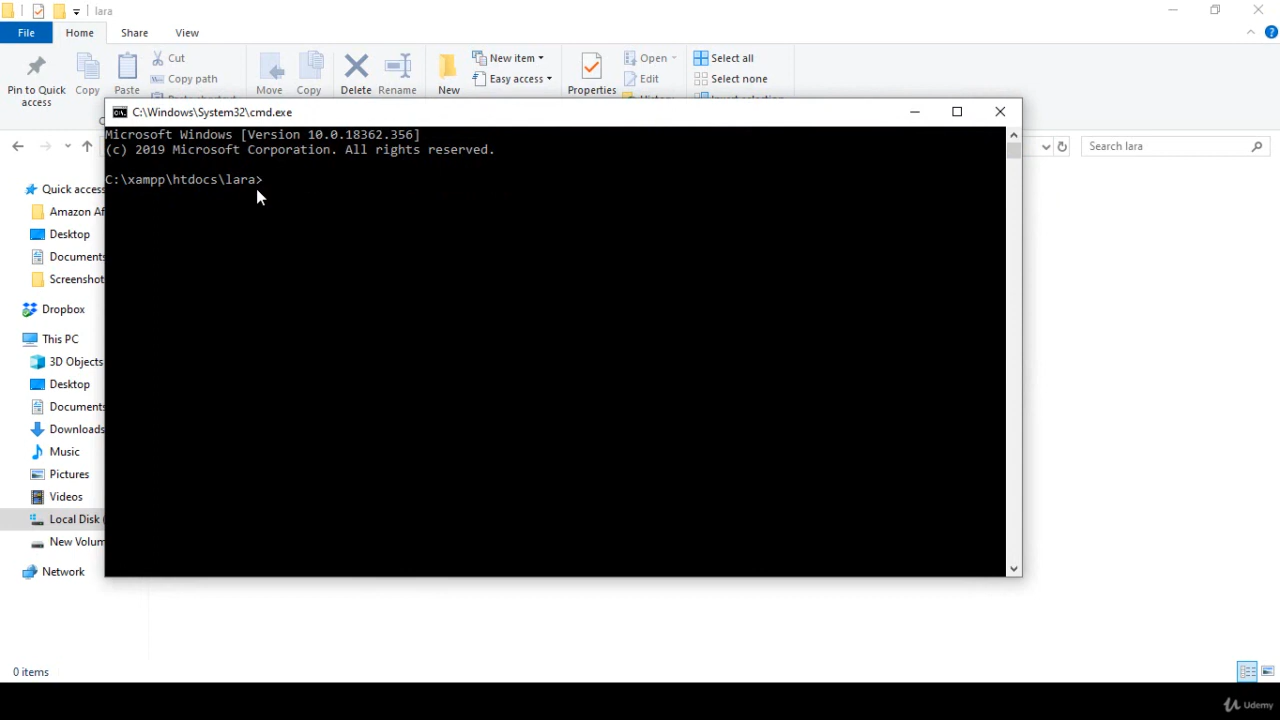 lara
File
Home
Share
View
Pin to Quick access
Copy
Paste
Cut
Copy path
Move
Copy
Delete
Rename
New
New item
Easy access
Properties
Open
Edit
Select all
Select none
C:\Windows\System32\cmd.exe
Microsoft Windows [Version 10.0.18362.356]
(c) 2019 Microsoft Corporation. All rights reserved.
C:\xampp\htdocs\lara>
Search lara
Quick access
Amazon Af
Desktop
Documents
Screenshot
Dropbox
This PC
3D Objects
Desktop
Documents
Downloads
Music
Pictures
Videos
Local Disk (
New Volum
Network
0 items
Udemy